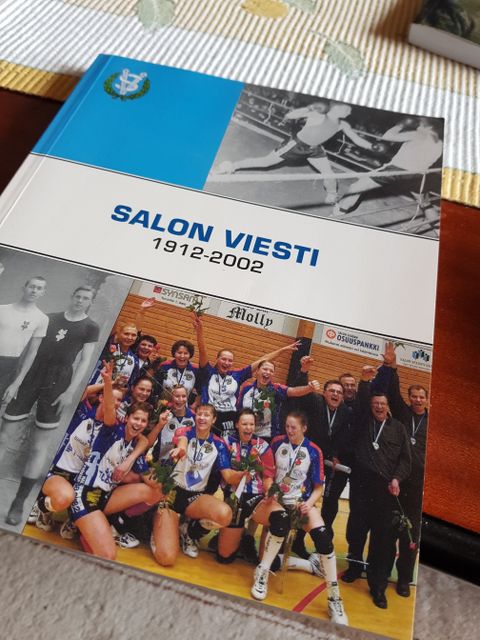 SALON VIESTI
1912-2002
SYNSAM
Molly
OSUUSPANKKI